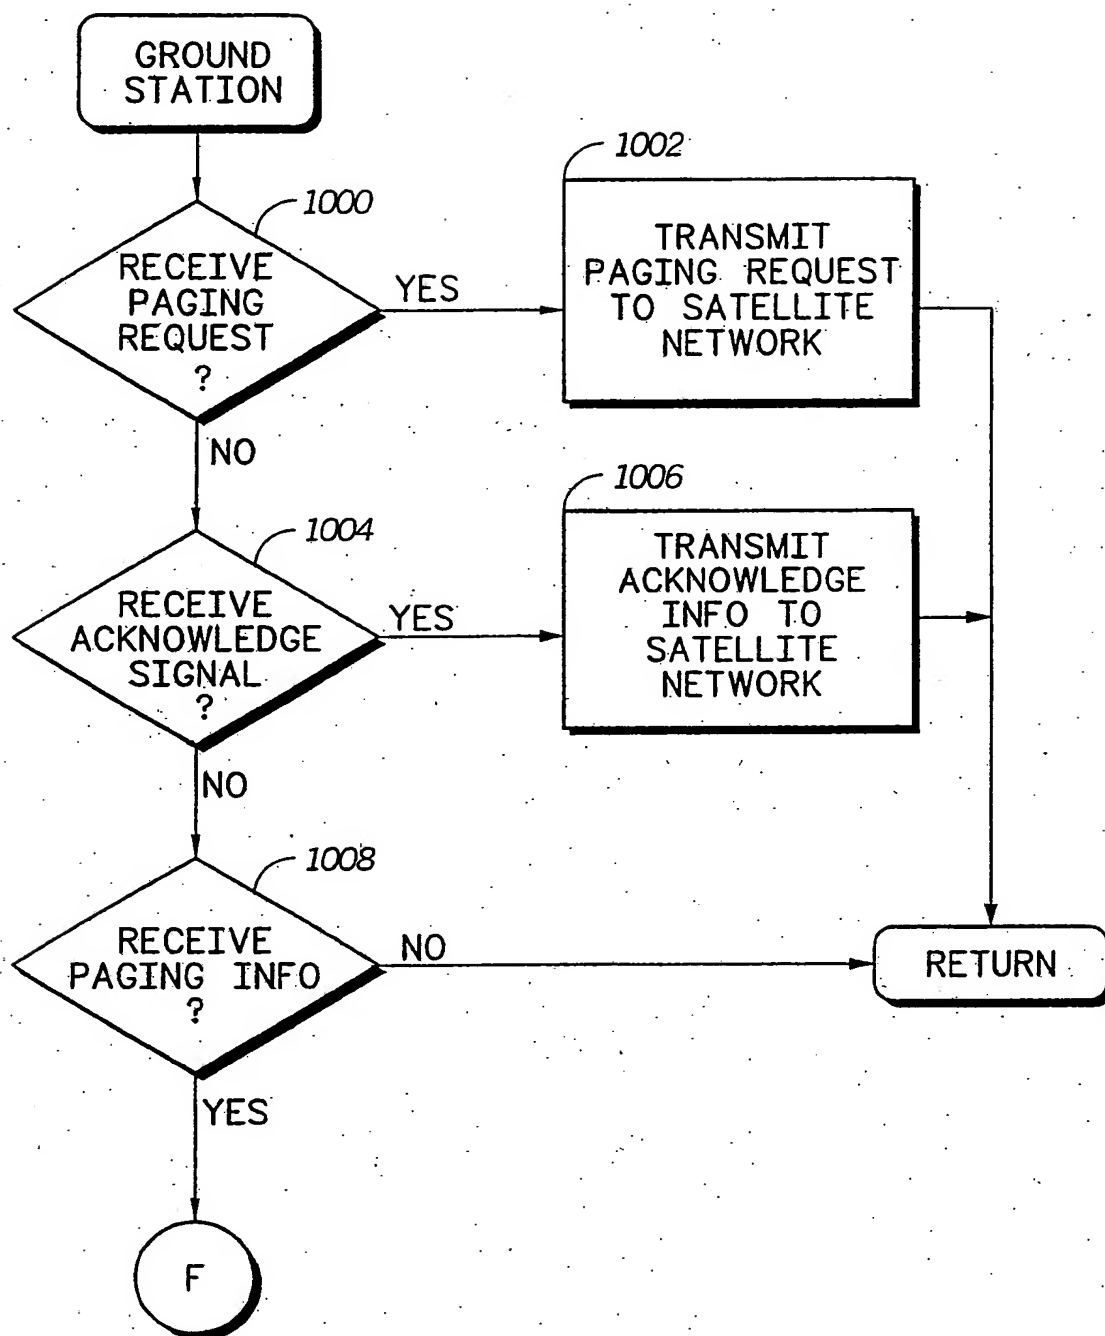 GROUND
STATION
1000
RECEIVE
PAGING
REQUEST
?
YES
1002
TRANSMIT
PAGING REQUEST
TO SATELLITE
NETWORK
NO
1004
RECEIVE
ACKNOWLEDGE
SIGNAL
?
YES
1006
TRANSMIT
ACKNOWLEDGE
INFO TO
SATELLITE
NETWORK
NO
1008
RECEIVE
PAGING INFO
?
NO
RETURN
YES
F